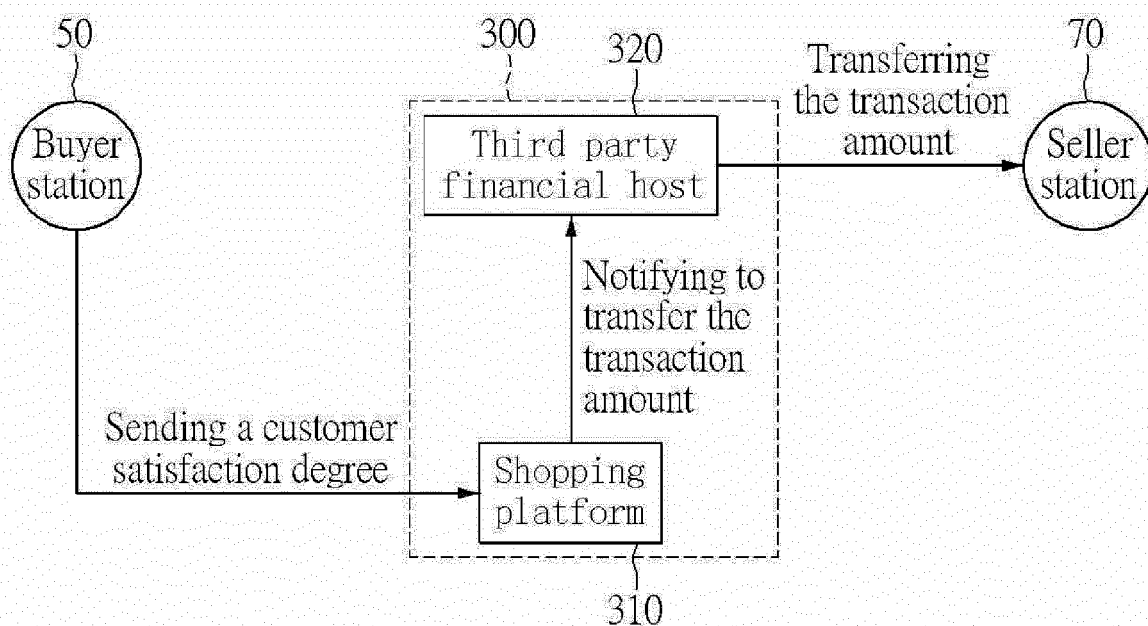 50
300
320
70
Transferring
the transaction
amount
Buyer
station
Third party
financial host
Seller
station
Notifying to
transfer the
transaction
amount
Sending a customer
satisfaction degree
Shopping
platform
310